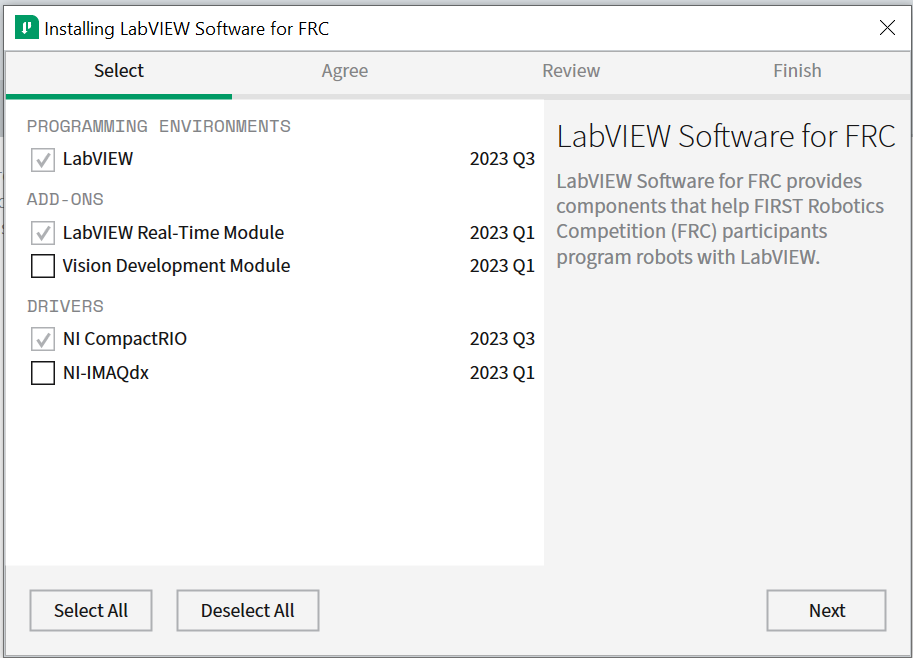 Installing LabVIEW Software for FRC
Select Agree Review Finish
PROGRAMMING ENVIRONMENTS
LabVIEW 2023 Q3
ADD-ONS
LabVIEW Real-Time Module 2023 Q1
Vision Development Module 2023 Q1
DRIVERS
NI CompactRIO 2023 Q3
NI-IMAQdx 2023 Q1
LabVIEW Software for FRC
LabVIEW Software for FRC provides
components that help FIRST Robotics
Competition (FRC) participants
program robots with LabVIEW.
Select All Deselect All Next